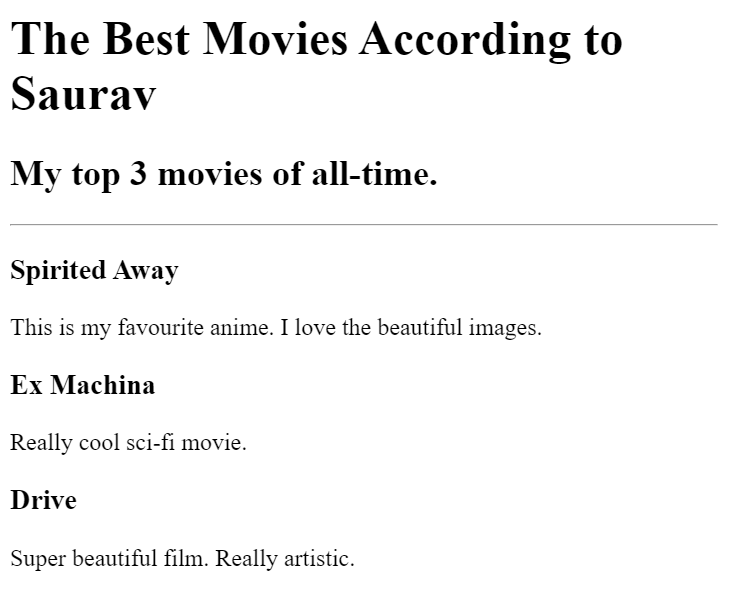 The Best Movies According to
Saurav
My top 3 movies of all-time.
Spirited Away
This is my favourite anime. I love the beautiful images.
Ex Machina
Really cool sci-fi movie.
Drive
Super beautiful film. Really artistic.